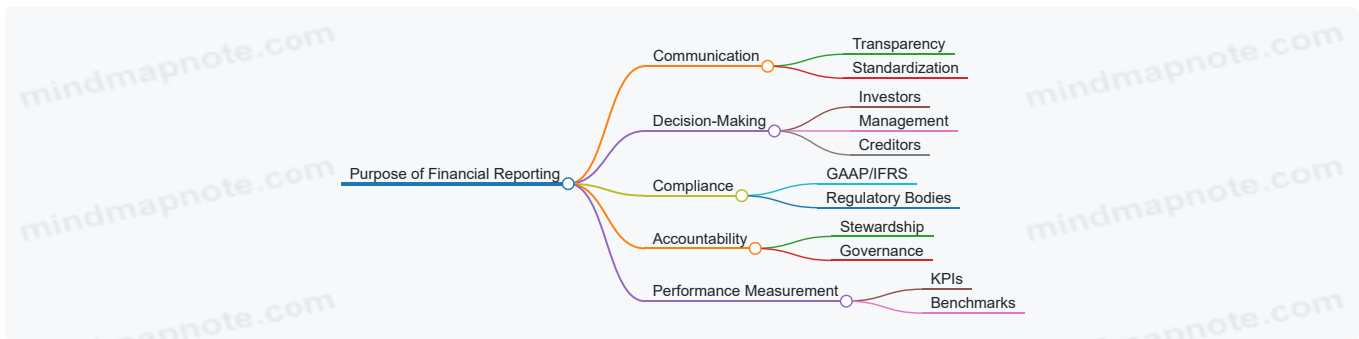 mindmapnote.com
mindmapnote.com
Purpose of Financial Reporting
Communication
Transparency
Standardization
Decision-Making
Investors
Management
Creditors
Compliance
GAAP/IFRS
Regulatory Bodies
Accountability
Stewardship
Governance
Performance Measurement
KPIs
Benchmarks
mindmapnote.com
mindmapnote.com
mindmapnote.com
mindmapnote.com